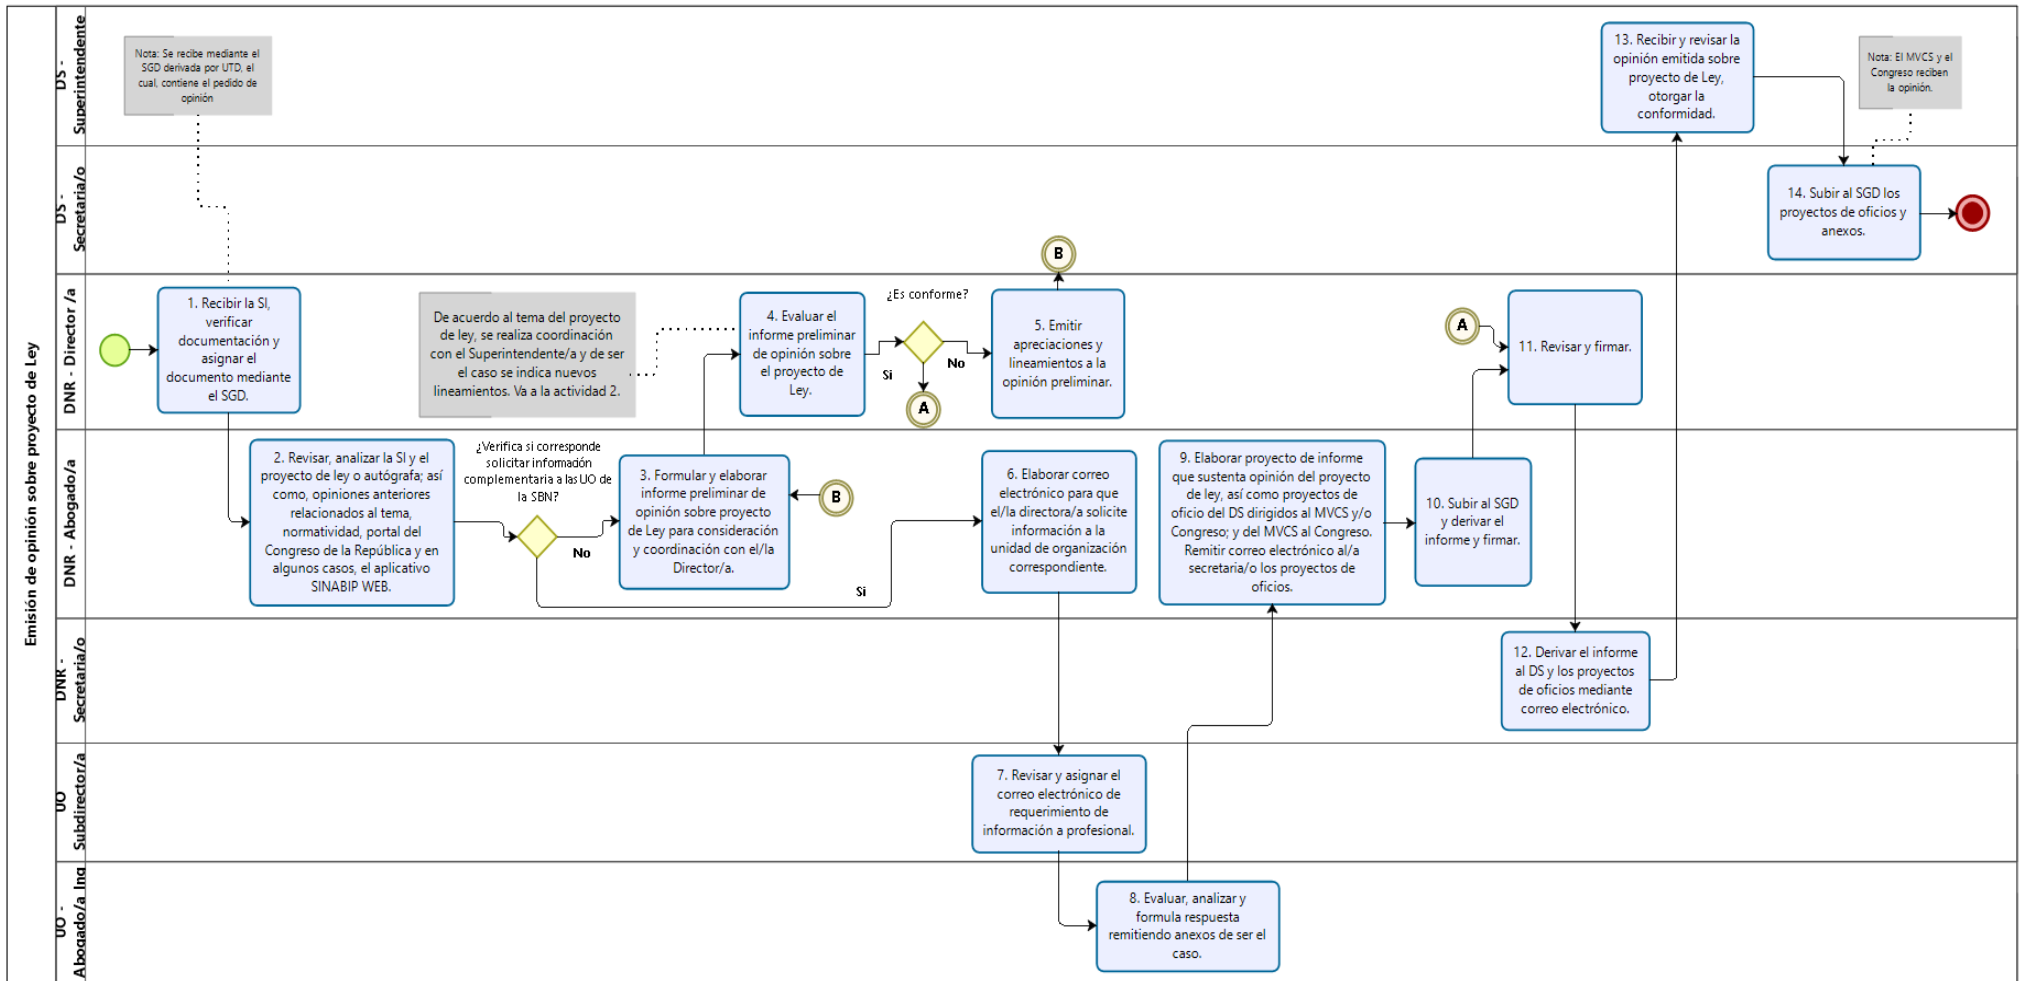 Emisión de opinión sobre proyecto de Ley
DS -
Superintendente
Nota: Se recibe mediante el
SGD derivada por UTD, el
cual, contiene el pedido de
opinión
13. Recibir y revisar la
opinión emitida sobre
proyecto de Ley,
otorgar la
conformidad.
Nota: El MVCS y el
Congreso reciben
la opinión.
DS -
Secretaria/o
14. Subir al SGD los
proyectos de oficios y
anexos.
B
DNR - Director /a
1. Recibir la SI,
verificar
documentación y
asignar el
documento mediante
el SGD.
De acuerdo al tema del proyecto
de ley, se realiza coordinación
con el Superintendente/a y de ser
el caso se indica nuevos
lineamientos. Va a la actividad 2.
4. Evaluar el
informe preliminar
de opinión sobre
el proyecto de
Ley.
¿Es conforme?
Si
No
A
5. Emitir
apreciaciones y
lineamientos a la
opinión preliminar.
A
11. Revisar y firmar.
DNR - Abogado/a
2. Revisar, analizar la SI y el
proyecto de ley o autógrafa; así
como, opiniones anteriores
relacionados al tema,
normatividad, portal del
Congreso de la República y en
algunos casos, el aplicativo
SINABIP WEB.
¿Verifica si corresponde
solicitar información
complementaria a las UO de
la SBN?
No
Si
3. Formular y elaborar
informe preliminar de
opinión sobre proyecto
de Ley para consideración
y coordinación con el/la
Director/a.
B
6. Elaborar correo
electrónico para que
el/la directora/a solicite
información a la
unidad de organización
correspondiente.
9. Elaborar proyecto de informe
que sustenta opinión del proyecto
de ley, así como proyectos de
oficio del DS dirigidos al MVCS y/o
Congreso; y del MVCS al Congreso.
Remitir correo electrónico al/a
secretaria/o los proyectos de
oficios.
10. Subir al SGD
y derivar el
informe y firmar.
DNR -
Secretaria/o
12. Derivar el informe
al DS y los proyectos
de oficios mediante
correo electrónico.
UO
Subdirector/a
7. Revisar y asignar el
correo electrónico de
requerimiento de
información a profesional.
UO -
Abogado/a Ing
8. Evaluar, analizar y
formula respuesta
remitiendo anexos de ser el
caso.